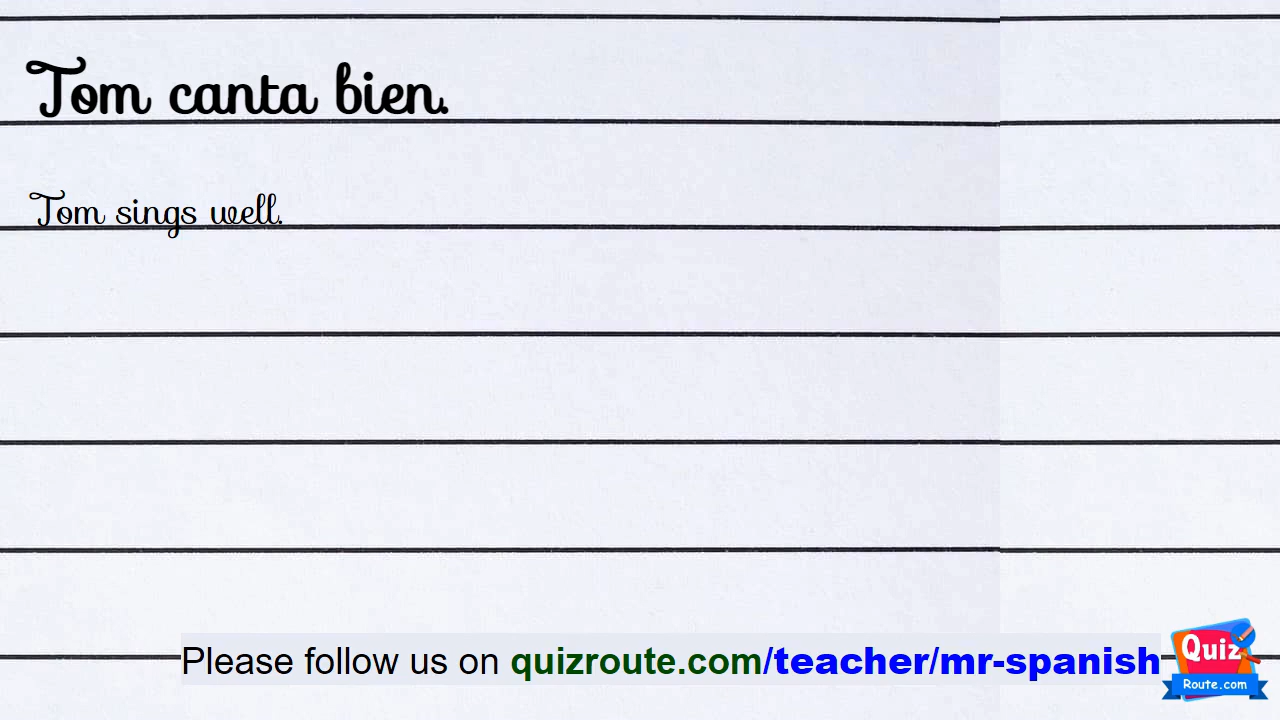 Tom canta bien.
Tom sings well.
Please follow us on quizroute.com/teacher/mr-spanish
Quiz
Route.com